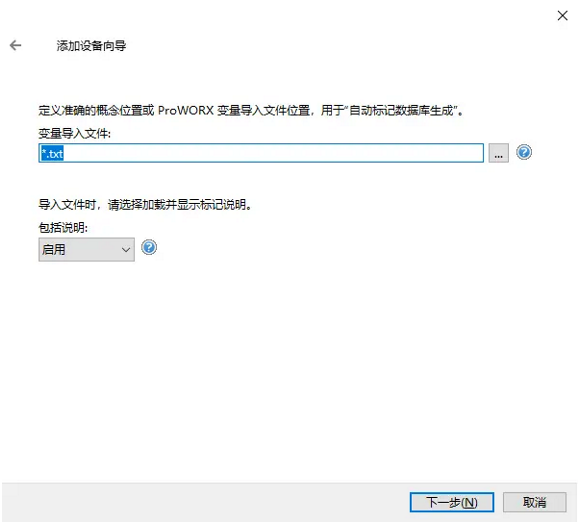 添加设备向导
定义准确的概念位置或 ProWORX 变量导入文件位置，用于“自动标记数据库生成”。
变量导入文件:
*.txt
...
导入文件时，请选择加载并显示标记说明。
包括说明:
启用
下一步(N)
取消